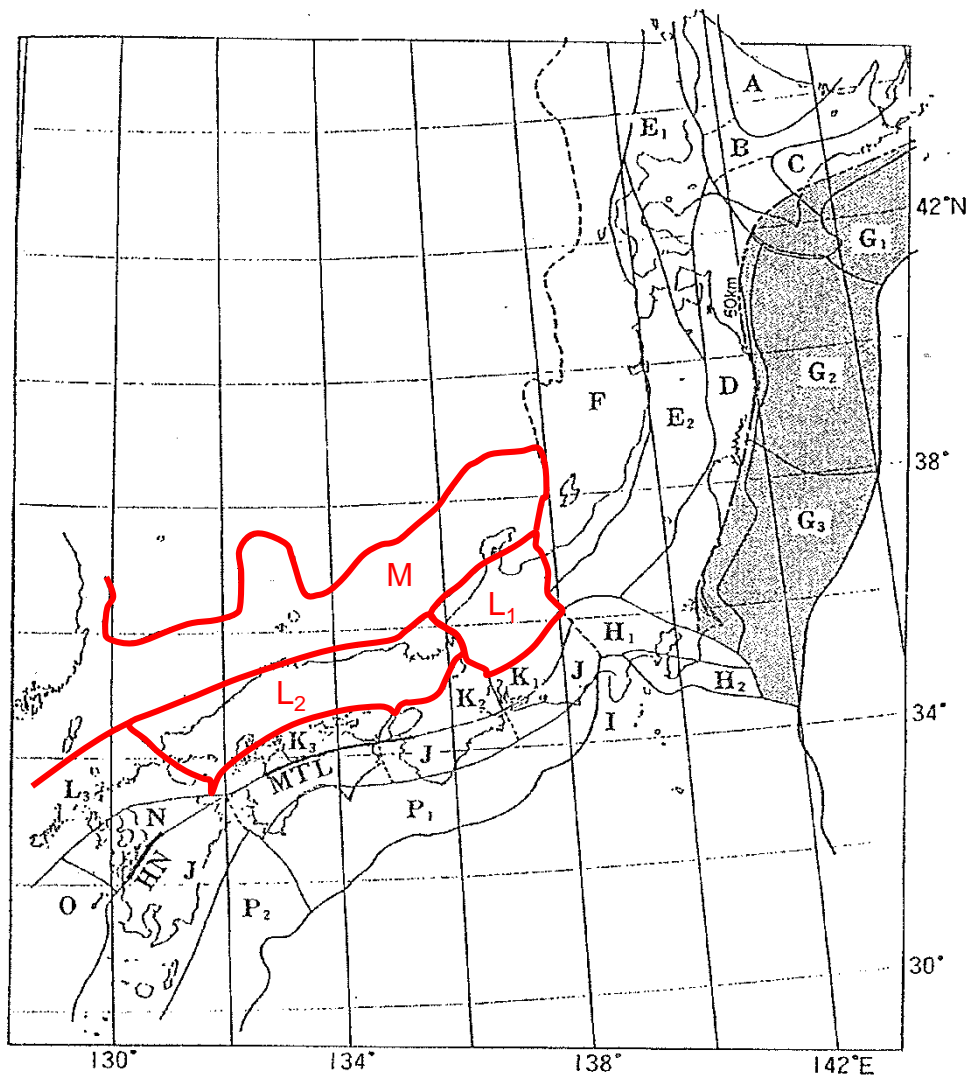 A
E₁
B
C
42°N
G₁
50km
F
E₂
D
G₂
38°
M
G₃
L₁
H₁
H₂
K₁
J
K₂
L₂
I
34°
K₃
J
MTL
L₃
P₁
N
HN
J
O
P₂
30°
130° 134° 138° 142°E